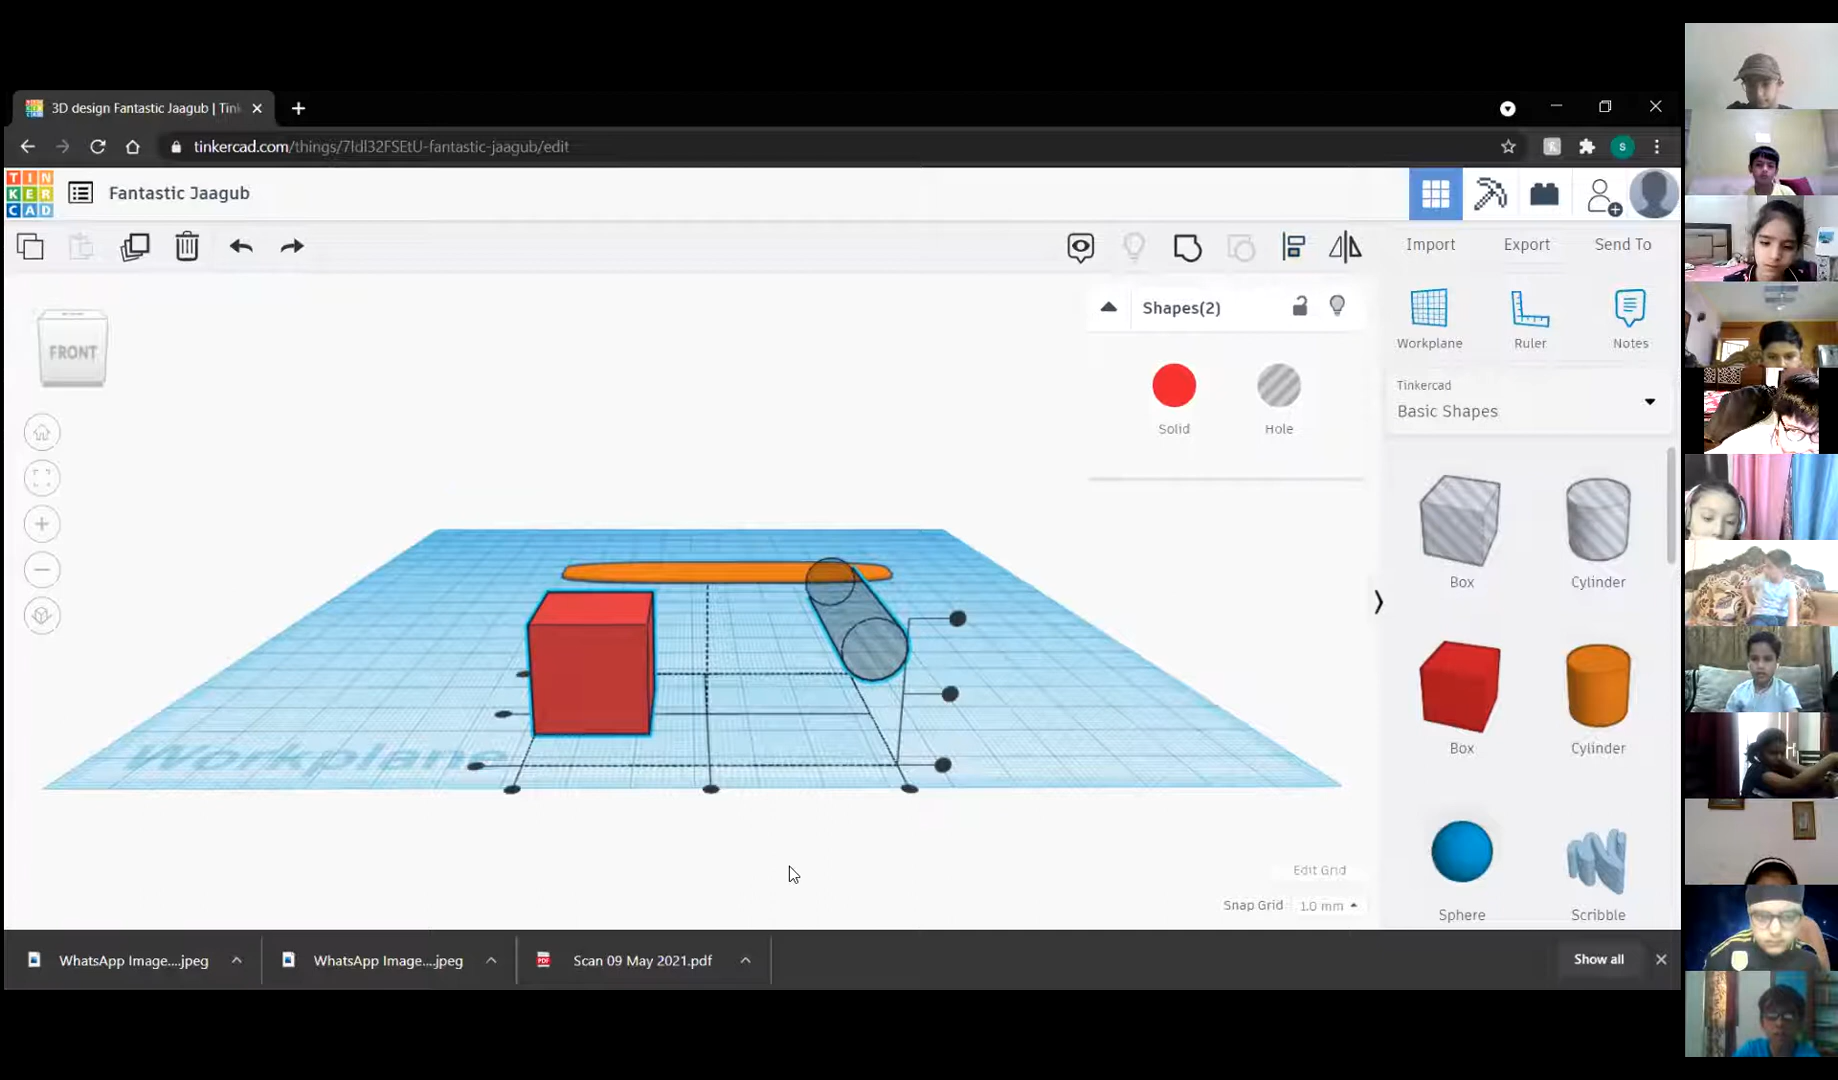 3D design Fantastic Jaagub | Tink
tinkercad.com/things/7Idl32FSEtU-fantastic-jaagub/edit
S
TIN
KER
CAD
Fantastic Jaagub
Import
Export
Send To
FRONT
Shapes(2)
Solid
Hole
Workplane
Ruler
Notes
Tinkercad
Basic Shapes
Box
Cylinder
Box
Cylinder
Sphere
Scribble
Workplane
Edit Grid
Snap Grid 1.0 mm
WhatsApp Image....jpeg
WhatsApp Image....jpeg
PDF
Scan 09 May 2021.pdf
Show all